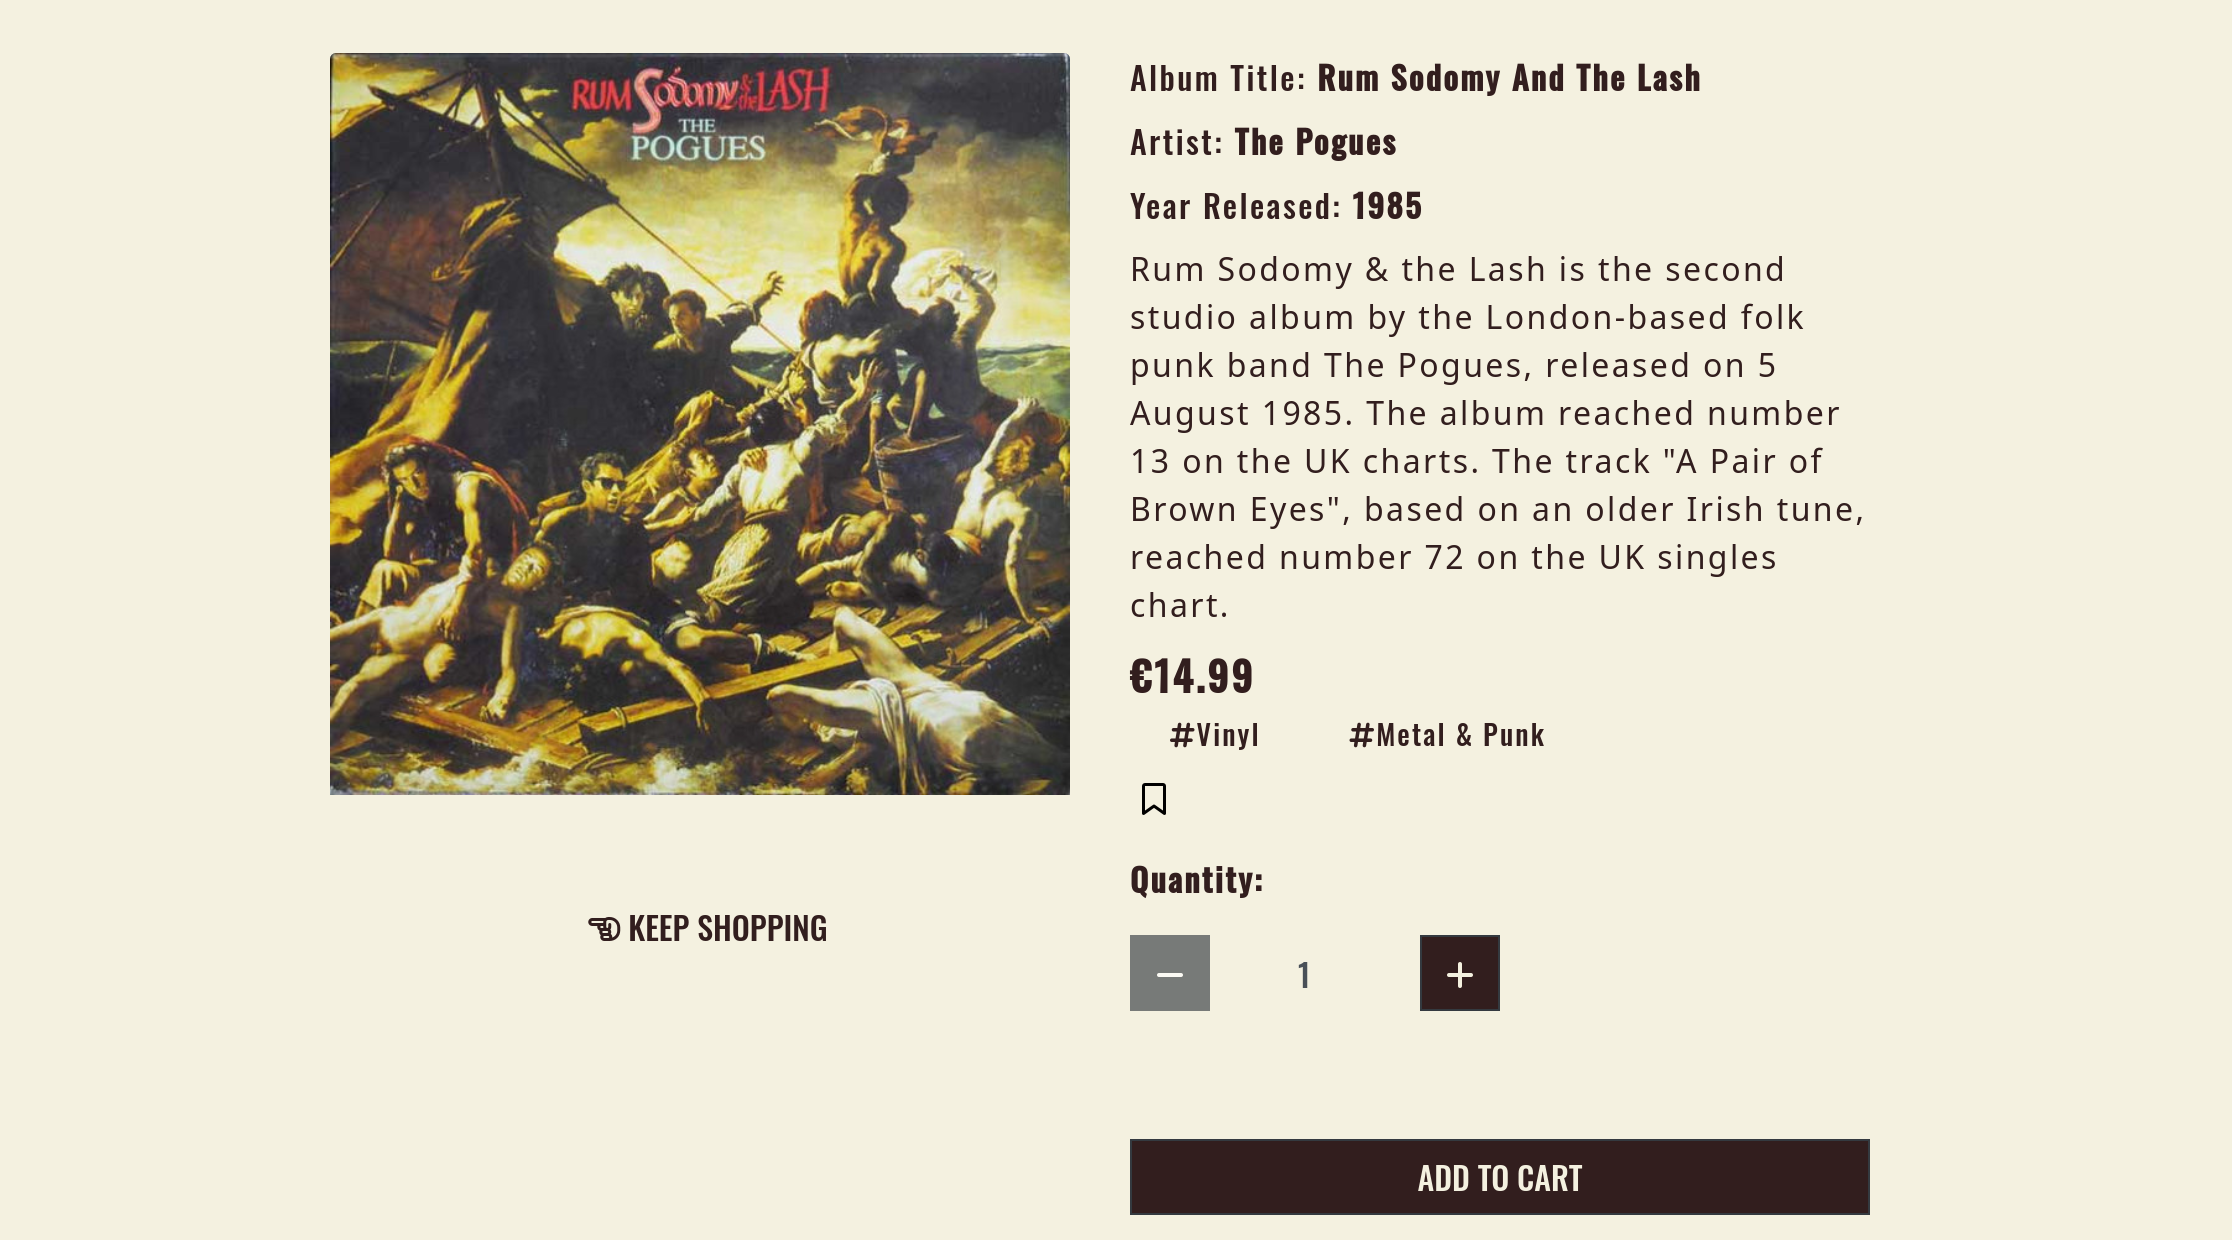 RUM Sodomy & the LASH
THE
POGUES
Album Title: Rum Sodomy And The Lash
Artist: The Pogues
Year Released: 1985
Rum Sodomy & the Lash is the second
studio album by the London-based folk
punk band The Pogues, released on 5
August 1985. The album reached number
13 on the UK charts. The track "A Pair of
Brown Eyes", based on an older Irish tune,
reached number 72 on the UK singles
chart.
€14.99
#Vinyl #Metal & Punk
Quantity:
KEEP SHOPPING
1
ADD TO CART